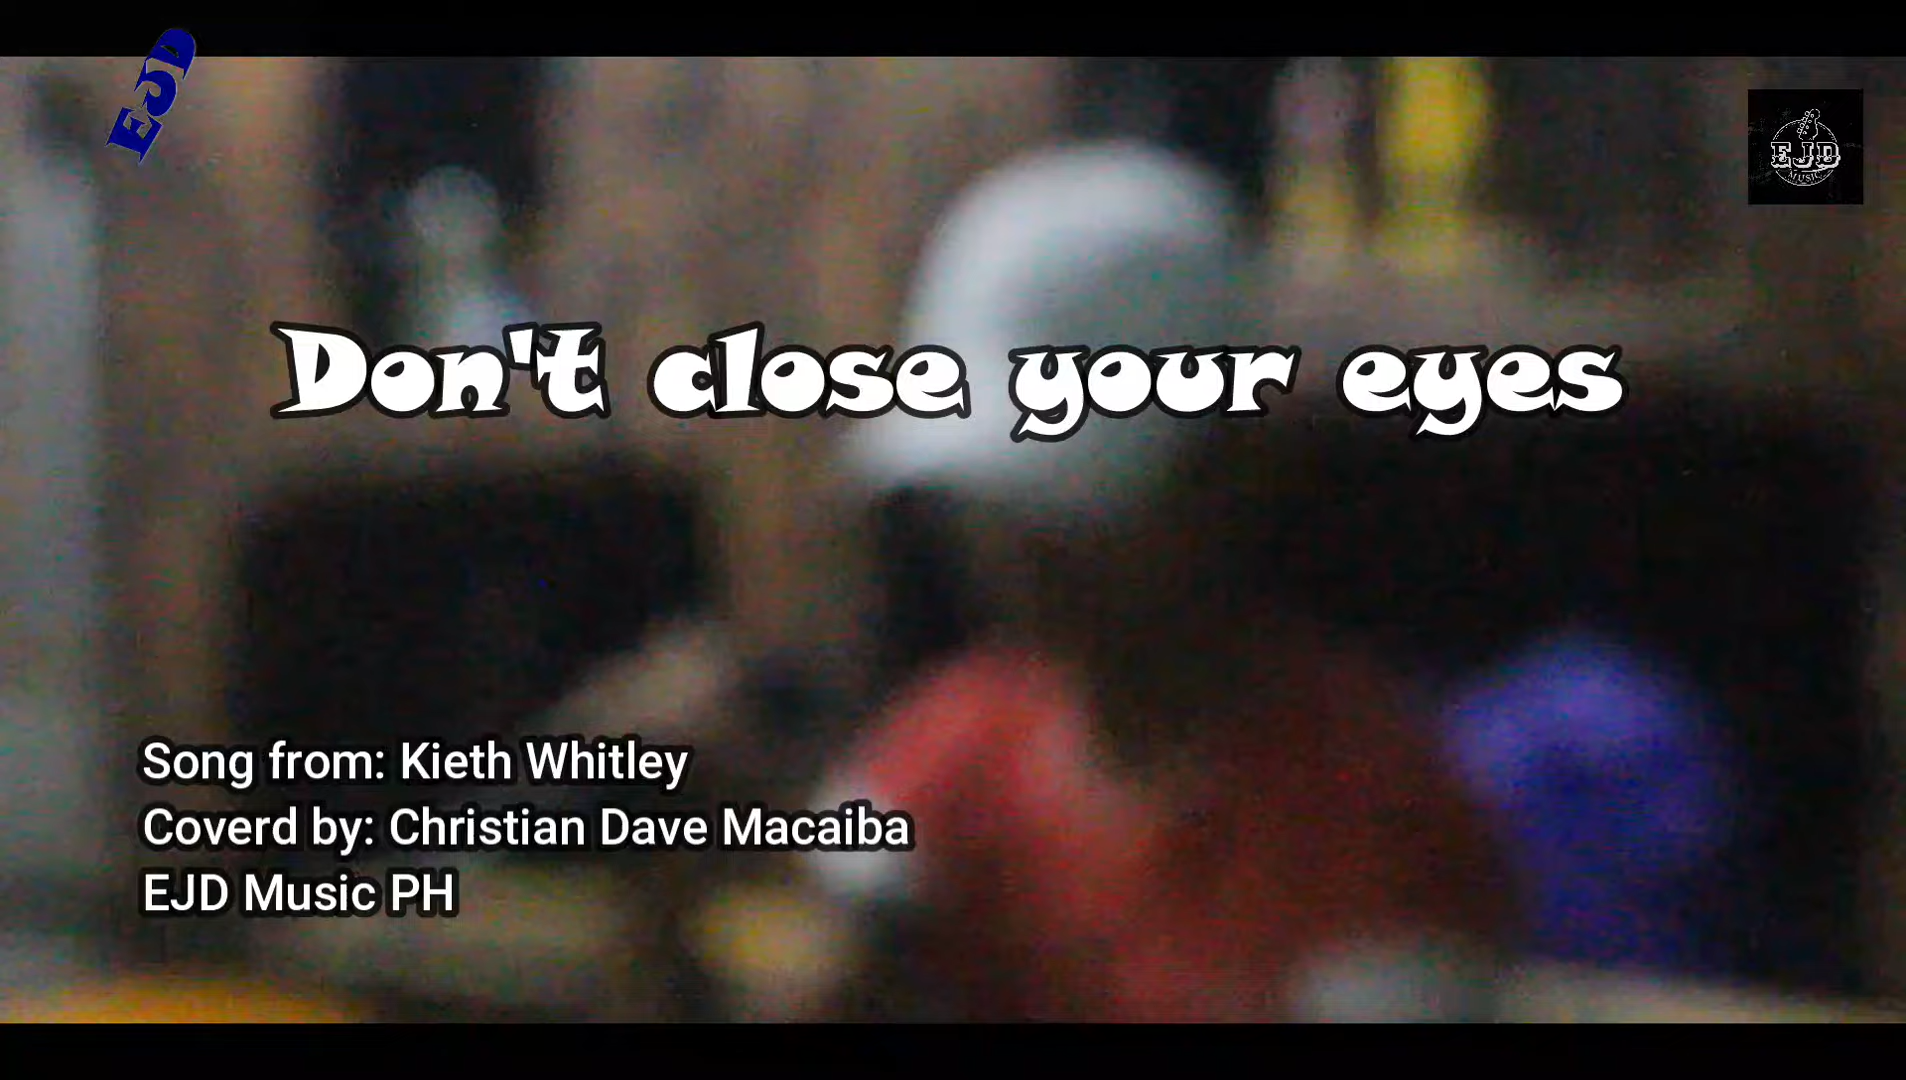 EJD
EJD
MUSIC
Don't close your eyes
Song from: Kieth Whitley
Coverd by: Christian Dave Macaiba
EJD Music PH